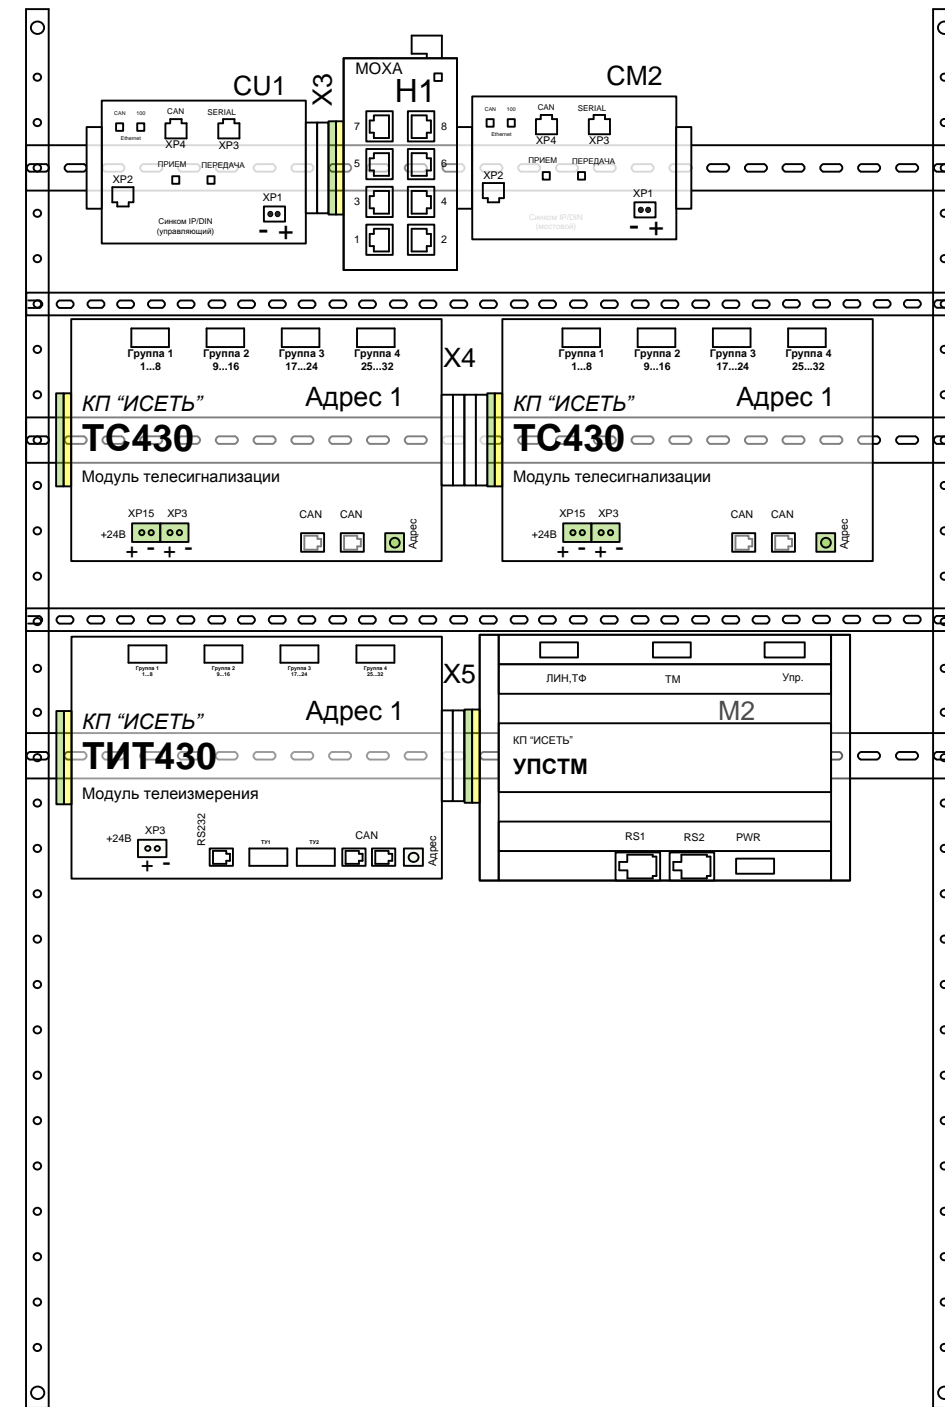 CU1
X3
MOXA
H1
CM2
CAN 100
Ethernet
CAN
XP4
SERIAL
XP3
ПРИЕМ
ПЕРЕДАЧА
XP2
XP1
- +
Синком IP/DIN
(управляющий)
7 8
5 6
3 4
1 2
CAN 100
Ethernet
CAN
XP4
SERIAL
XP3
ПРИЕМ
ПЕРЕДАЧА
XP2
XP1
- +
Синком IP/DIN
(мостовой)
Группа 1
1...8
Группа 2
9...16
Группа 3
17...24
Группа 4
25...32
КП “ИСЕТЬ”
Адрес 1
ТС430
Модуль телесигнализации
XP15 XP3
+24В
+ - + -
CAN CAN
Адрес
X4
Группа 1
1...8
Группа 2
9...16
Группа 3
17...24
Группа 4
25...32
КП “ИСЕТЬ”
Адрес 1
ТС430
Модуль телесигнализации
XP15 XP3
+24В
+ - + -
CAN CAN
Адрес
Группа 1
1...8
Группа 2
9...16
Группа 3
17...24
Группа 4
25...32
КП “ИСЕТЬ”
Адрес 1
ТИТ430
Модуль телеизмерения
+24В
XP3
+ -
RS232
ТУ1
ТУ2
CAN
Адрес
X5
ЛИН,ТФ
ТМ
Упр.
М2
КП “ИСЕТЬ”
УПСТМ
RS1
RS2
PWR